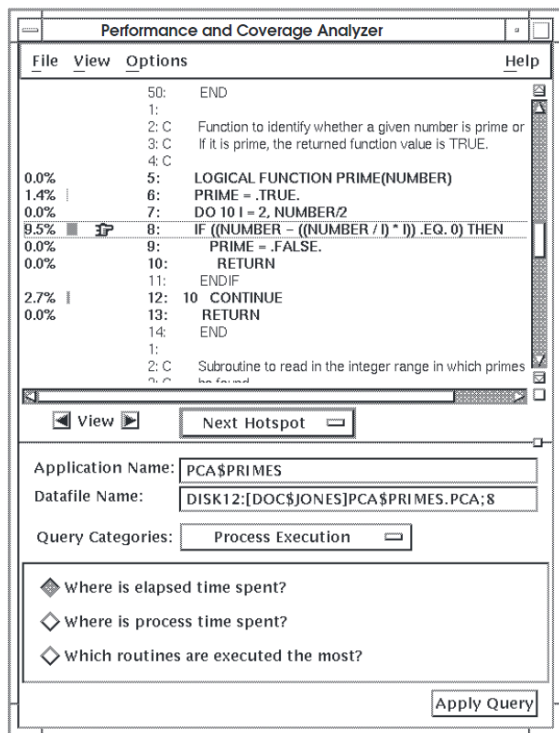 Performance and Coverage Analyzer
File View Options Help
50: END
1:
2: C Function to identify whether a given number is prime or
3: C If it is prime, the returned function value is TRUE.
4: C
0.0% 5: LOGICAL FUNCTION PRIME(NUMBER)
1.4% 6: PRIME = .TRUE.
0.0% 7: DO 10 I = 2, NUMBER/2
9.5% 8: IF ((NUMBER – ((NUMBER / I) * I)) .EQ. 0) THEN
0.0% 9: PRIME = .FALSE.
0.0% 10: RETURN
11: ENDIF
2.7% 12: 10 CONTINUE
0.0% 13: RETURN
14: END
1:
2: C Subroutine to read in the integer range in which primes
View Next Hotspot
Application Name: PCA$PRIMES
Datafile Name: DISK12:[DOC$JONES]PCA$PRIMES.PCA;8
Query Categories: Process Execution
Where is elapsed time spent?
Where is process time spent?
Which routines are executed the most?
Apply Query